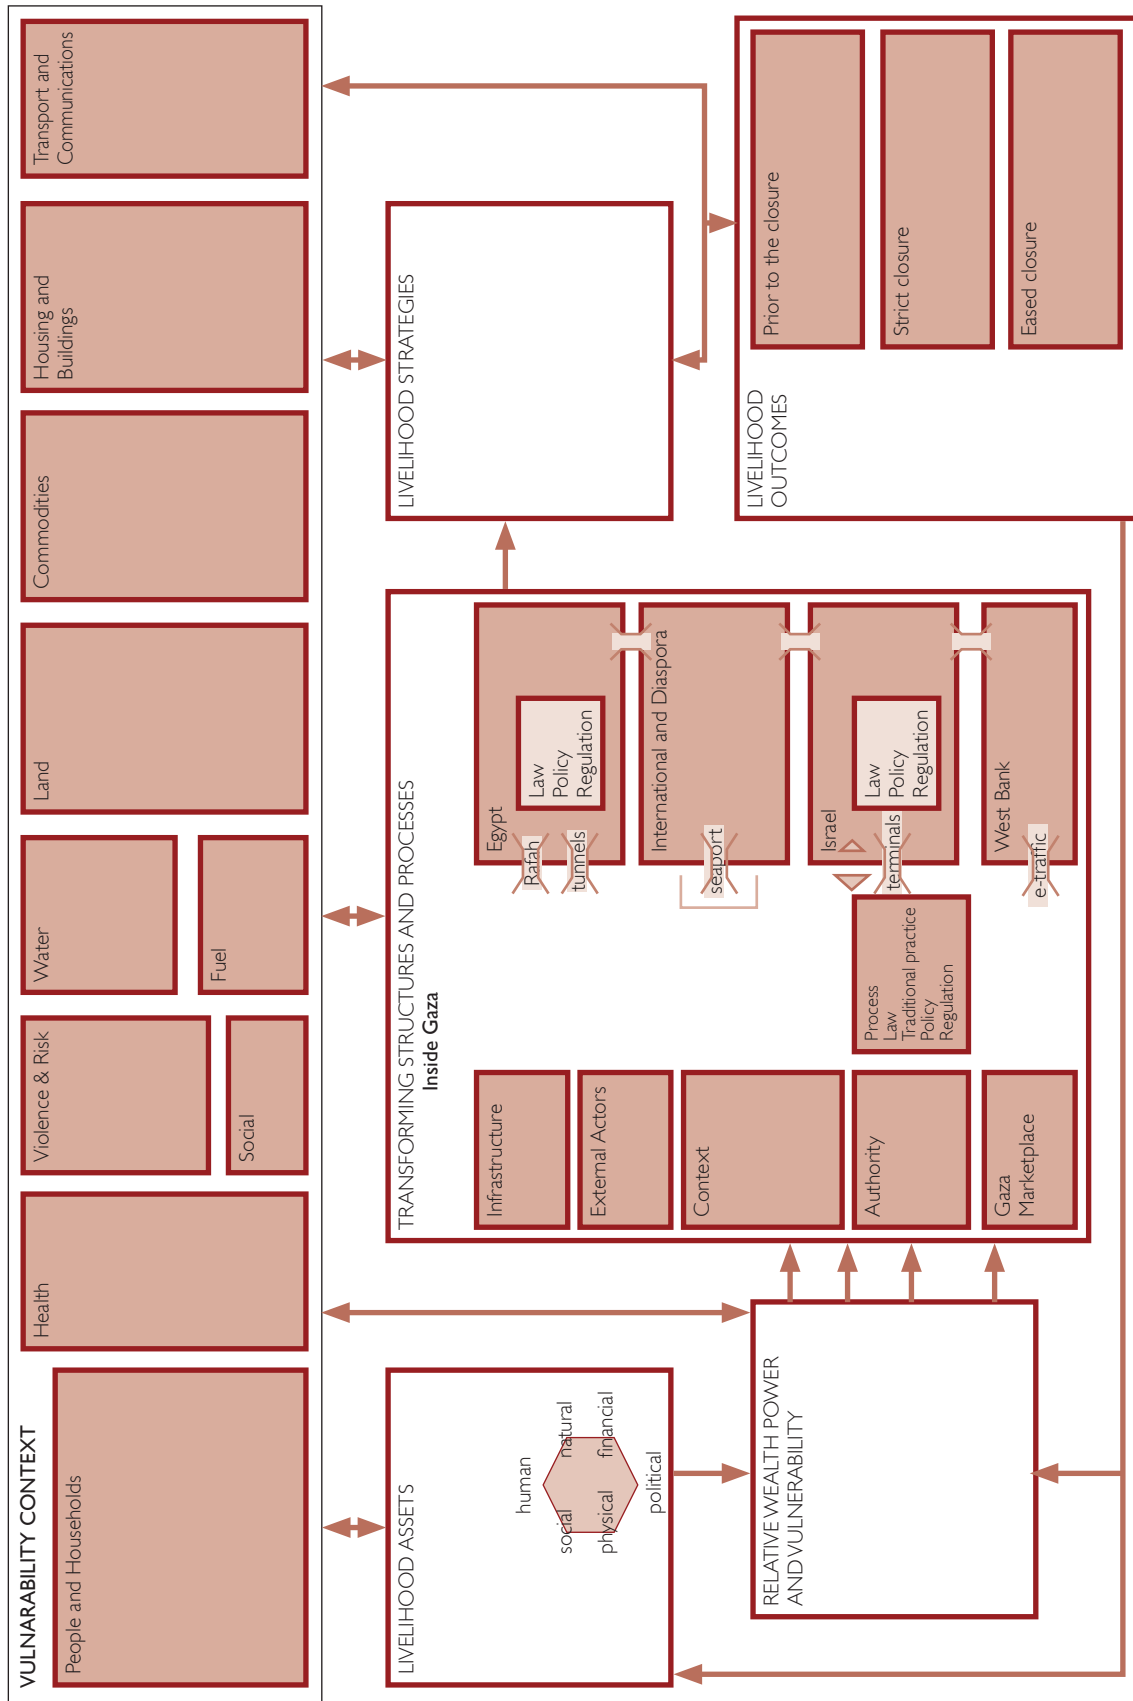 VULNARABILITY CONTEXT
People and Households
Health
Violence & Risk
Social
Water
Fuel
Land
Commodities
Housing and
Buildings
Transport and
Communications
LIVELIHOOD ASSETS
human
social
natural
physical
financial
political
RELATIVE WEALTH POWER
AND VULNERABILITY
TRANSFORMING STRUCTURES AND PROCESSES
Inside Gaza
Infrastructure
External Actors
Context
Authority
Gaza
Marketplace
Process
Law
Traditional practice
Policy
Regulation
Egypt
Rafah
tunnels
Law
Policy
Regulation
International and Diaspora
seaport
Israel
terminals
Law
Policy
Regulation
West Bank
e-traffic
LIVELIHOOD STRATEGIES
LIVELIHOOD
OUTCOMES
Prior to the closure
Strict closure
Eased closure